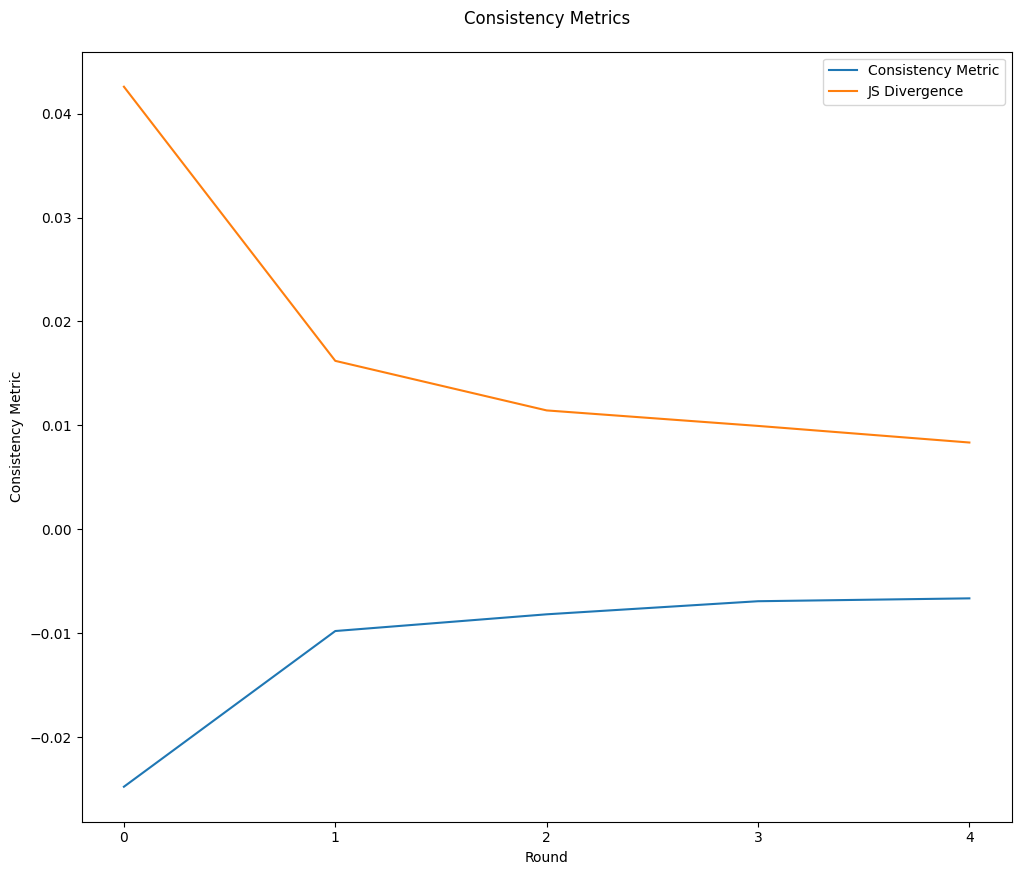 Consistency Metrics
Consistency Metric
JS Divergence
0.04
0.03
0.02
0.01
0.00
−0.01
−0.02
Consistency Metric
0
1
2
3
4
Round